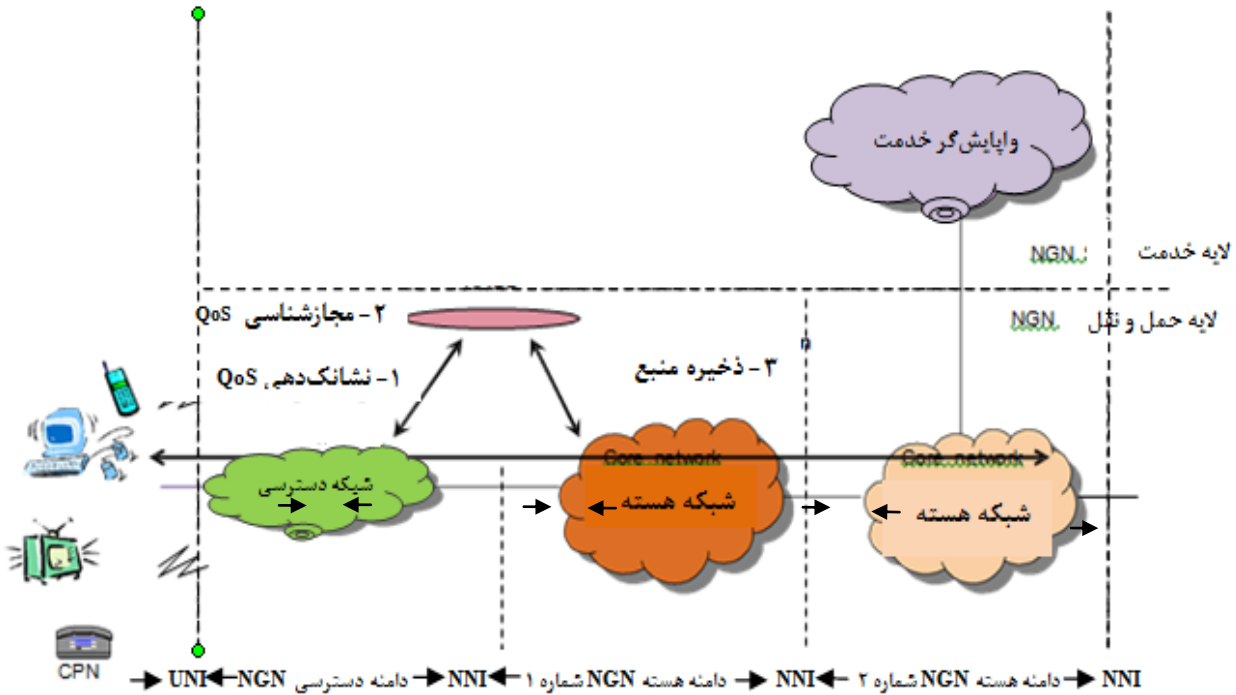 واپایش‌گر خدمت
لایه خدمت NGN
لایه حمل و نقل NGN
۲- مجازشناسی QoS
۱- نشانک‌دهی QoS
۳- ذخیره منبع
n
شبکه دسترسی
Core network
شبکه هسته
Core network
شبکه هسته
CPN
UNI دامنه دسترسی NGN NNI دامنه هسته NGN شماره ۱ NNI دامنه هسته NGN شماره ۲ NNI